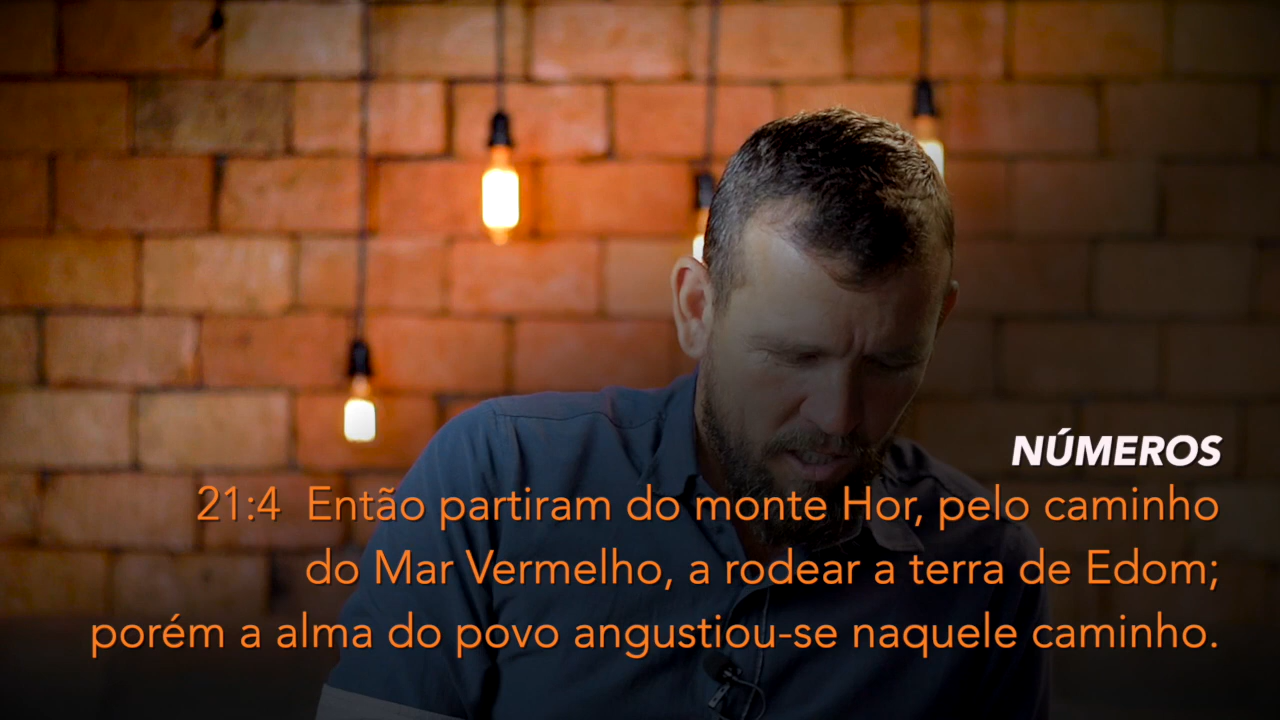 NÚMEROS
21:4 Então partiram do monte Hor, pelo caminho
do Mar Vermelho, a rodear a terra de Edom;
porém a alma do povo angustiou-se naquele caminho.